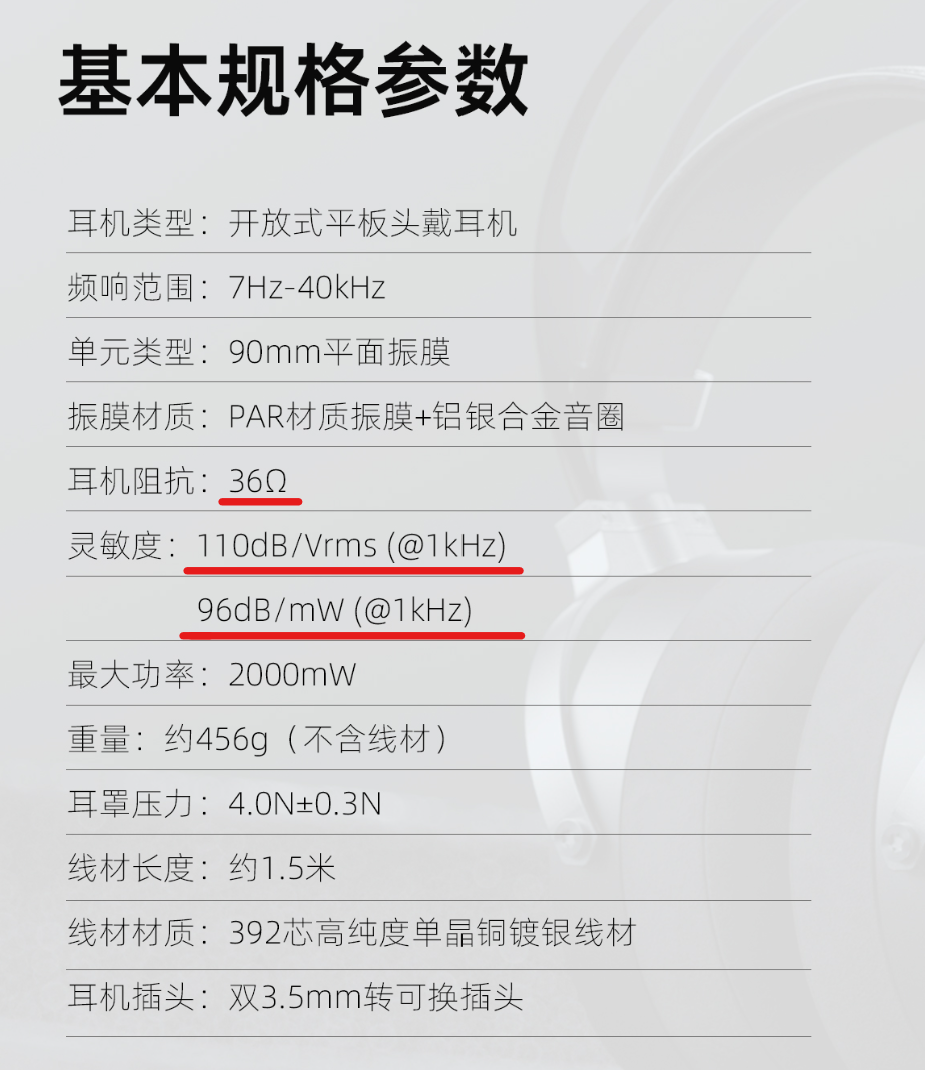 基本规格参数
耳机类型：开放式平板头戴耳机
频响范围：7Hz-40kHz
单元类型：90mm平面振膜
振膜材质：PAR材质振膜+铝银合金音圈
耳机阻抗：36Ω
灵敏度：110dB/Vrms (@1kHz)
96dB/mW (@1kHz)
最大功率：2000mW
重量：约456g（不含线材）
耳罩压力：4.0N±0.3N
线材长度：约1.5米
线材材质：392芯高纯度单晶铜镀银线材
耳机插头：双3.5mm转可换插头